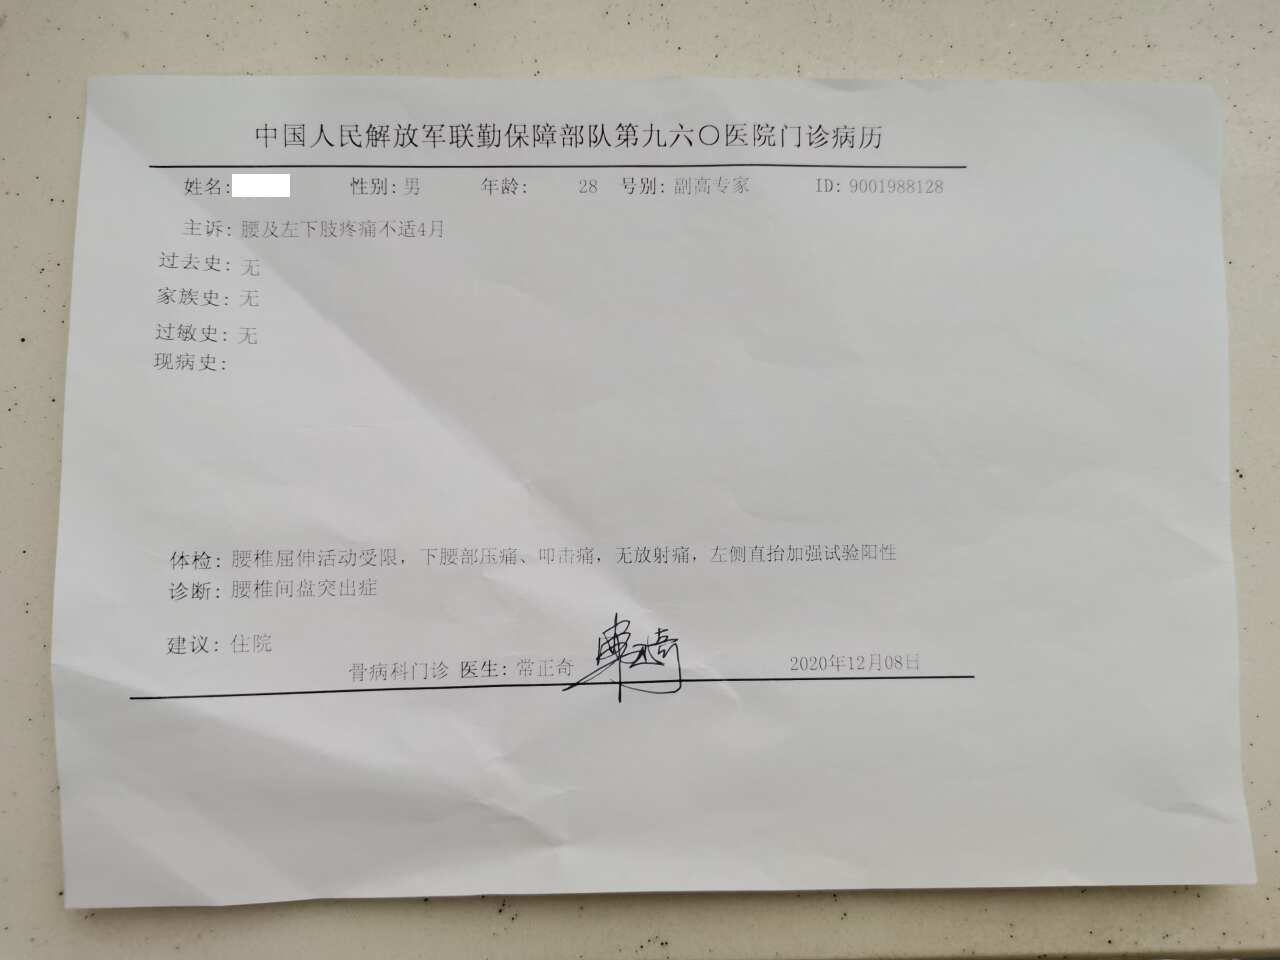 中国人民解放军联勤保障部队第九六〇医院门诊病历
姓名: 性别: 男 年龄: 28 号别: 副高专家 ID: 9001988128
主诉: 腰及左下肢疼痛不适4月
过去史: 无
家族史: 无
过敏史: 无
现病史:
体检: 腰椎屈伸活动受限，下腰部压痛、叩击痛，无放射痛，左侧直抬加强试验阳性
诊断: 腰椎间盘突出症
建议: 住院
骨病科门诊 医生: 常正奇 常正奇 2020年12月08日